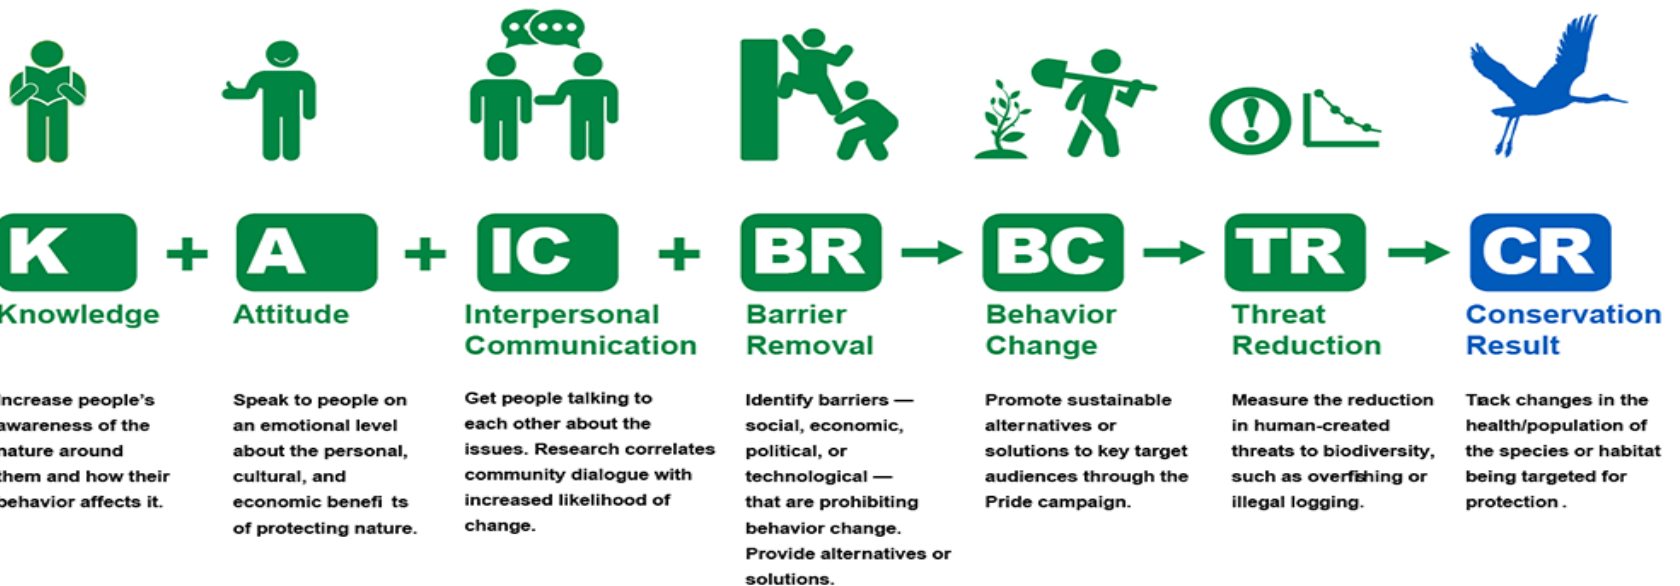 K + A + IC + BR → BC → TR → CR
Knowledge
Increase people's
awareness of the
nature around
them and how their
behavior affects it.
Attitude
Speak to people on
an emotional level
about the personal,
cultural, and
economic benefi ts
of protecting nature.
Interpersonal
Communication
Get people talking to
each other about the
issues. Research correlates
community dialogue with
increased likelihood of
change.
Barrier
Removal
Identify barriers —
social, economic,
political, or
technological —
that are prohibiting
behavior change.
Provide alternatives or
solutions.
Behavior
Change
Promote sustainable
alternatives or
solutions to key target
audiences through the
Pride campaign.
Threat
Reduction
Measure the reduction
in human-created
threats to biodiversity,
such as overfishing or
illegal logging.
Conservation
Result
Track changes in the
health/population of
the species or habitat
being targeted for
protection .